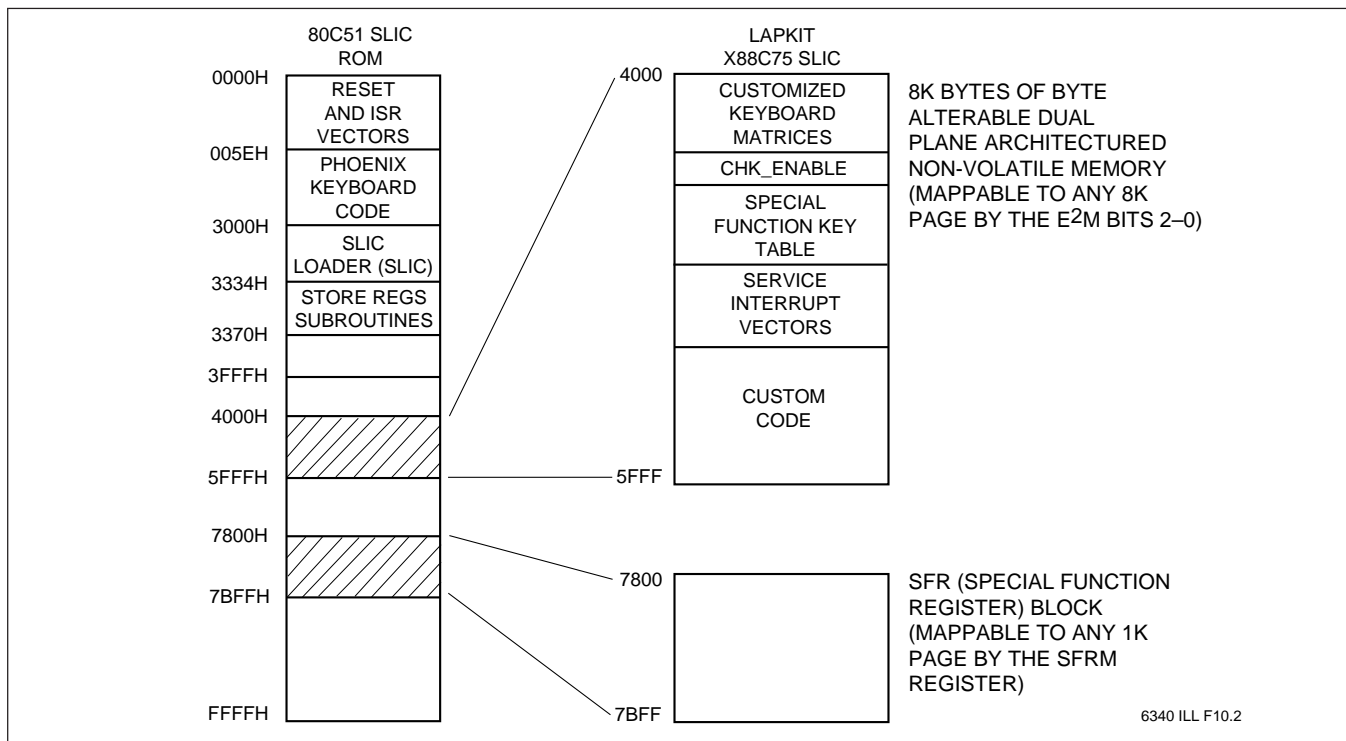 80C51 SLIC
ROM
0000H
RESET
AND ISR
VECTORS
005EH
PHOENIX
KEYBOARD
CODE
3000H
SLIC
LOADER (SLIC)
3334H
STORE REGS
SUBROUTINES
3370H
3FFFH
4000H
5FFFH
7800H
7BFFH
FFFFH
LAPKIT
X88C75 SLIC
4000
CUSTOMIZED
KEYBOARD
MATRICES
CHK_ENABLE
SPECIAL
FUNCTION KEY
TABLE
SERVICE
INTERRUPT
VECTORS
CUSTOM
CODE
5FFF
8K BYTES OF BYTE
ALTERABLE DUAL
PLANE ARCHITECTURED
NON-VOLATILE MEMORY
(MAPPABLE TO ANY 8K
PAGE BY THE E2M BITS 2–0)
7800
7BFF
SFR (SPECIAL FUNCTION
REGISTER) BLOCK
(MAPPABLE TO ANY 1K
PAGE BY THE SFRM
REGISTER)
6340 ILL F10.2